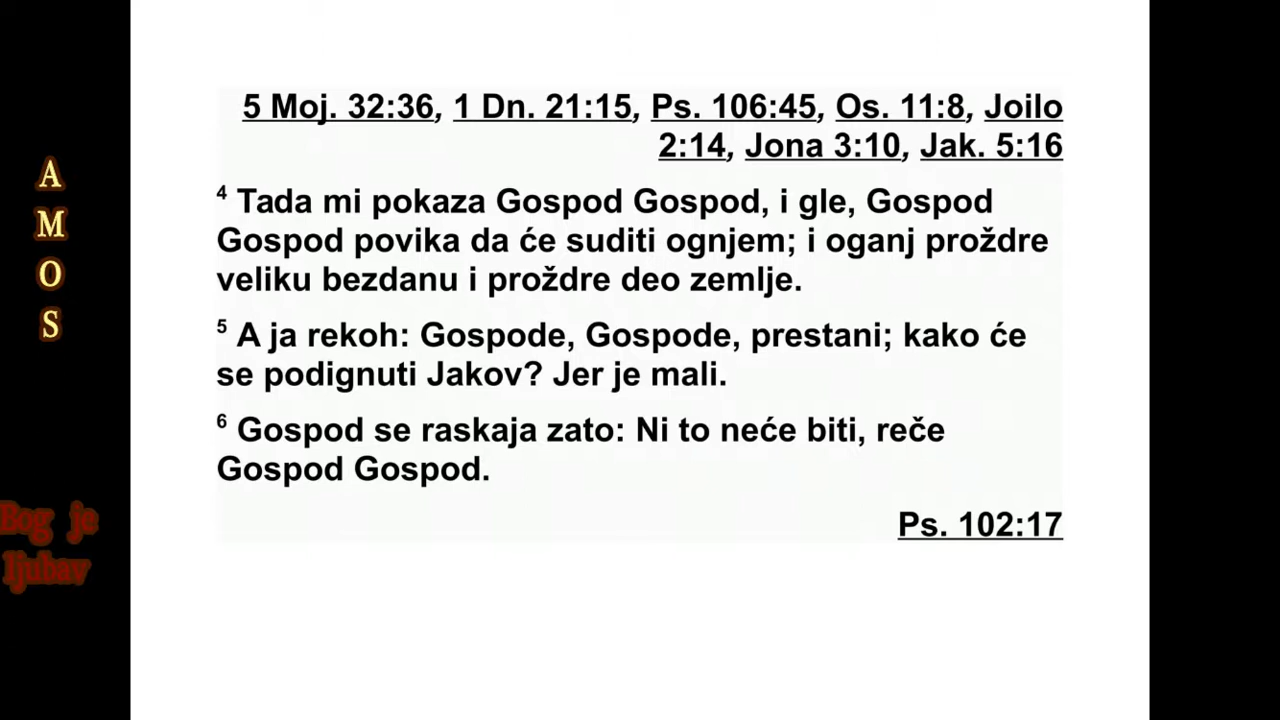 A
M
O
S
Bog je
ljubav
5 Moj. 32:36, 1 Dn. 21:15, Ps. 106:45, Os. 11:8, Joilo
2:14, Jona 3:10, Jak. 5:16
4 Tada mi pokaza Gospod Gospod, i gle, Gospod
Gospod povika da će suditi ognjem; i oganj proždre
veliku bezdanu i proždre deo zemlje.
5 A ja rekoh: Gospode, Gospode, prestani; kako će
se podignuti Jakov? Jer je mali.
6 Gospod se raskaja zato: Ni to neće biti, reče
Gospod Gospod.
Ps. 102:17